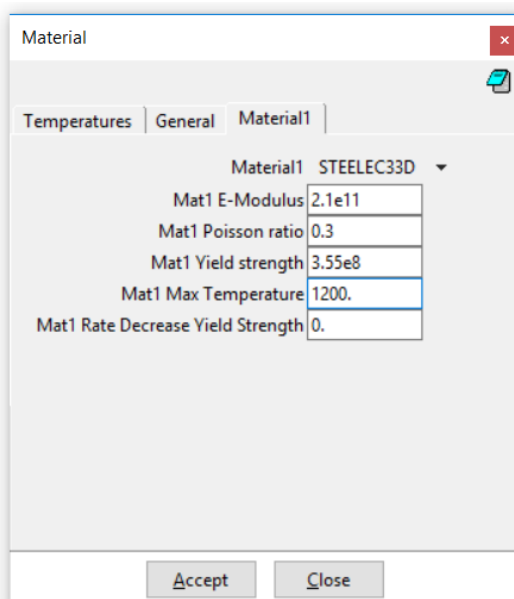 Material
Temperatures General Material1
Material1 STEELEC33D
Mat1 E-Modulus 2.1e11
Mat1 Poisson ratio 0.3
Mat1 Yield strength 3.55e8
Mat1 Max Temperature 1200.
Mat1 Rate Decrease Yield Strength 0.
Accept Close